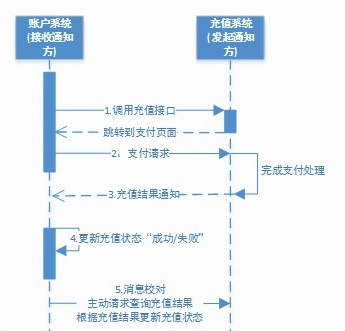 账户系统
(接收通知
方)
充值系统
(发起通知
方)
1.调用充值接口
跳转到支付页面
2、支付请求
完成支付处理
3.充值结果通知
4.更新充值状态“成功/失败”
5.消息校对
主动请求查询充值结果
根据充值结果更新充值状态